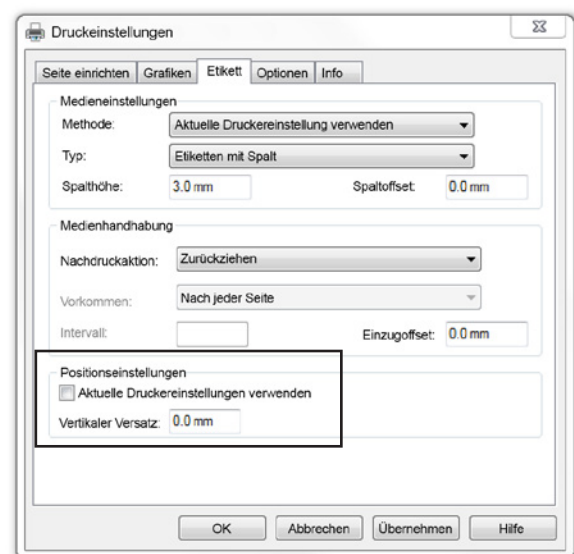 Druckeinstellungen
Seite einrichten Grafiken Etikett Optionen Info
Medieneinstellungen
Methode: Aktuelle Druckereinstellung verwenden
Typ: Etiketten mit Spalt
Spalthöhe: 3.0 mm Spaltoffset: 0.0 mm
Medienhandhabung
Nachdruckaktion: Zurückziehen
Vorkommen: Nach jeder Seite
Intervall: Einzugoffset: 0.0 mm
Positionseinstellungen
Aktuelle Druckereinstellungen verwenden
Vertikaler Versatz: 0.0 mm
OK Abbrechen Übernehmen Hilfe